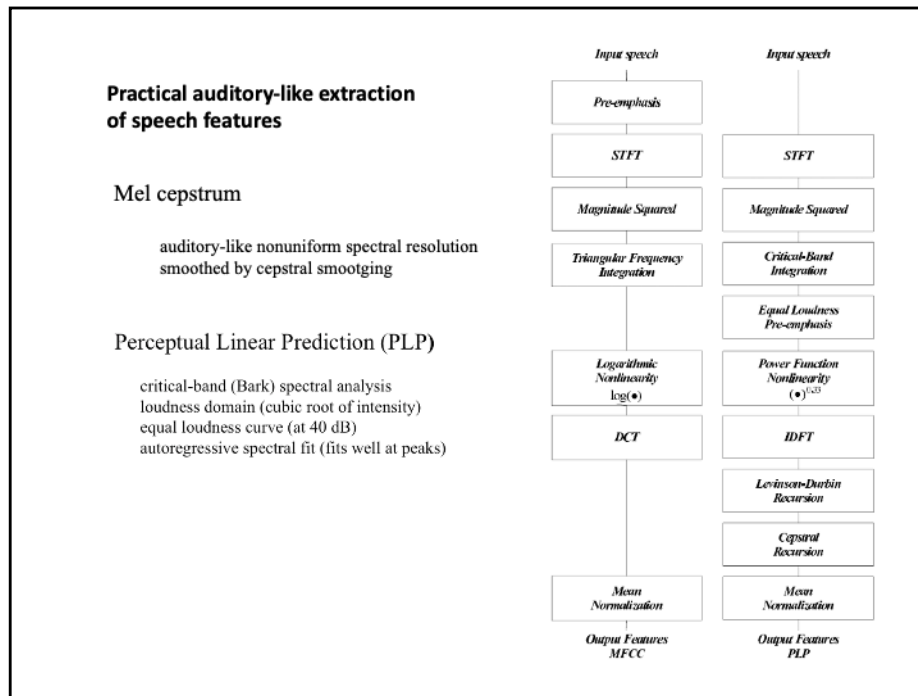 Practical auditory-like extraction
of speech features
Mel cepstrum
auditory-like nonuniform spectral resolution
smoothed by cepstral smootging
Perceptual Linear Prediction (PLP)
critical-band (Bark) spectral analysis
loudness domain (cubic root of intensity)
equal loudness curve (at 40 dB)
autoregressive spectral fit (fits well at peaks)
Input speech
Pre-emphasis
STFT
Magnitude Squared
Triangular Frequency
Integration
Logarithmic
Nonlinearity
log(•)
DCT
Mean
Normalization
Output Features
MFCC
Input speech
STFT
Magnitude Squared
Critical-Band
Integration
Equal Loudness
Pre-emphasis
Power Function
Nonlinearity
(•)^0.33
IDFT
Levinson-Durbin
Recursion
Cepstral
Recursion
Mean
Normalization
Output Features
PLP